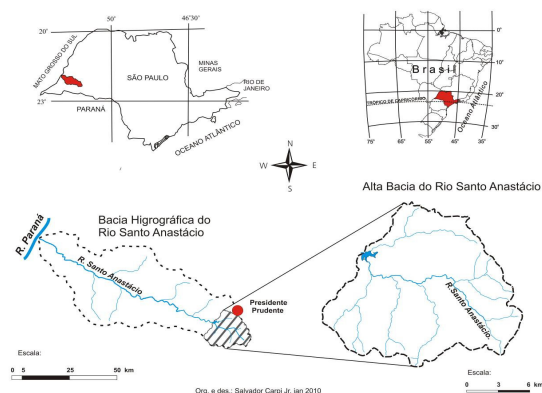 20°
50°
46°30'
MATO GROSSO DO SUL
SÃO PAULO
MINAS
GERAIS
RIO DE
JANEIRO
23°
PARANÁ
OCEANO ATLÂNTICO
0°
Brasil
10°
TRÓPICO DE CAPRICÓRNIO
20°
Oceano Atlântico
30°
75°
65°
55°
45°
35°
N
W
E
S
Bacia Higrográfica do
Rio Santo Anastácio
R. Paraná
R. Santo Anastácio
Presidente
Prudente
Escala:
0 5 25 50 km
Alta Bacia do Rio Santo Anastácio
R.Santo Anastácio.
Escala:
0 3 6 km
Org. e des.: Salvador Carpi Jr. jan 2010